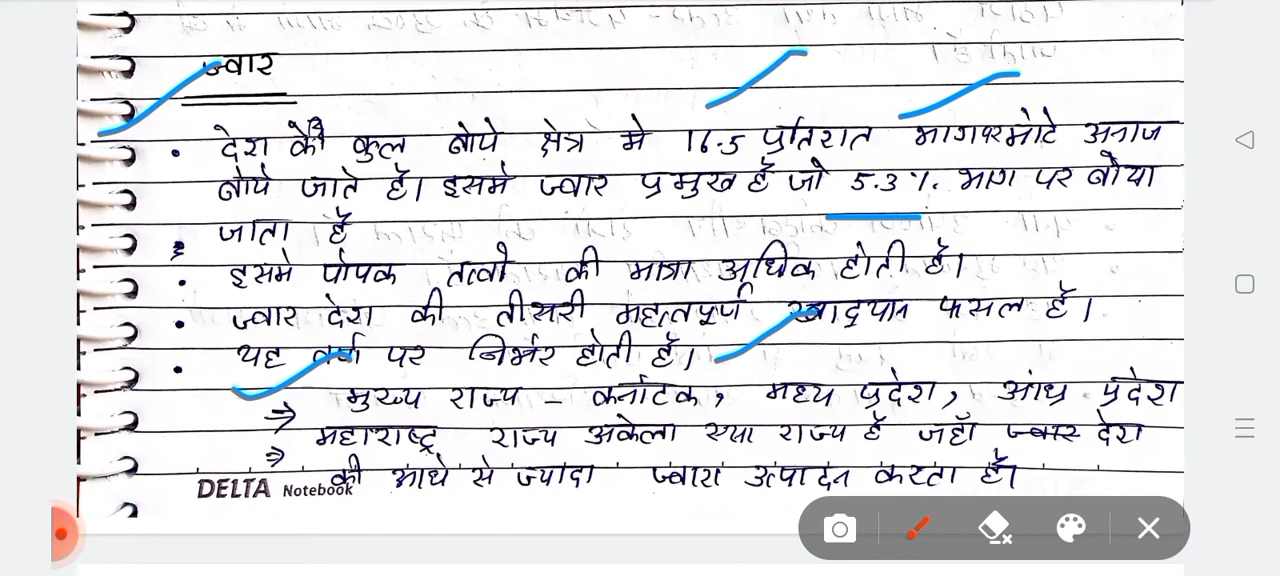 ज्वार
• देश के कुल बोये क्षेत्र मे 16.5 प्रतिशत भागपर मोटे अनाज
बोये जाते है। इसमे ज्वार प्रमुख है जो 5.3% भाग पर बोया
जाता है
• इसमे पोषक तत्वो की मात्रा अधिक होती है।
• ज्वार देश की तीसरी महत्वपूर्ण खाद्यान फसल है।
• यह वर्षा पर निर्भर होती है।
⇒ मुख्य राज्य - कर्नाटक, मध्य प्रदेश, आंध्र प्रदेश
⇒ महाराष्ट्र राज्य अकेला राज्य है जहाँ ज्वार देश
की आधे से ज्यादा ज्वारा उत्पादन करता है।
DELTA Notebook